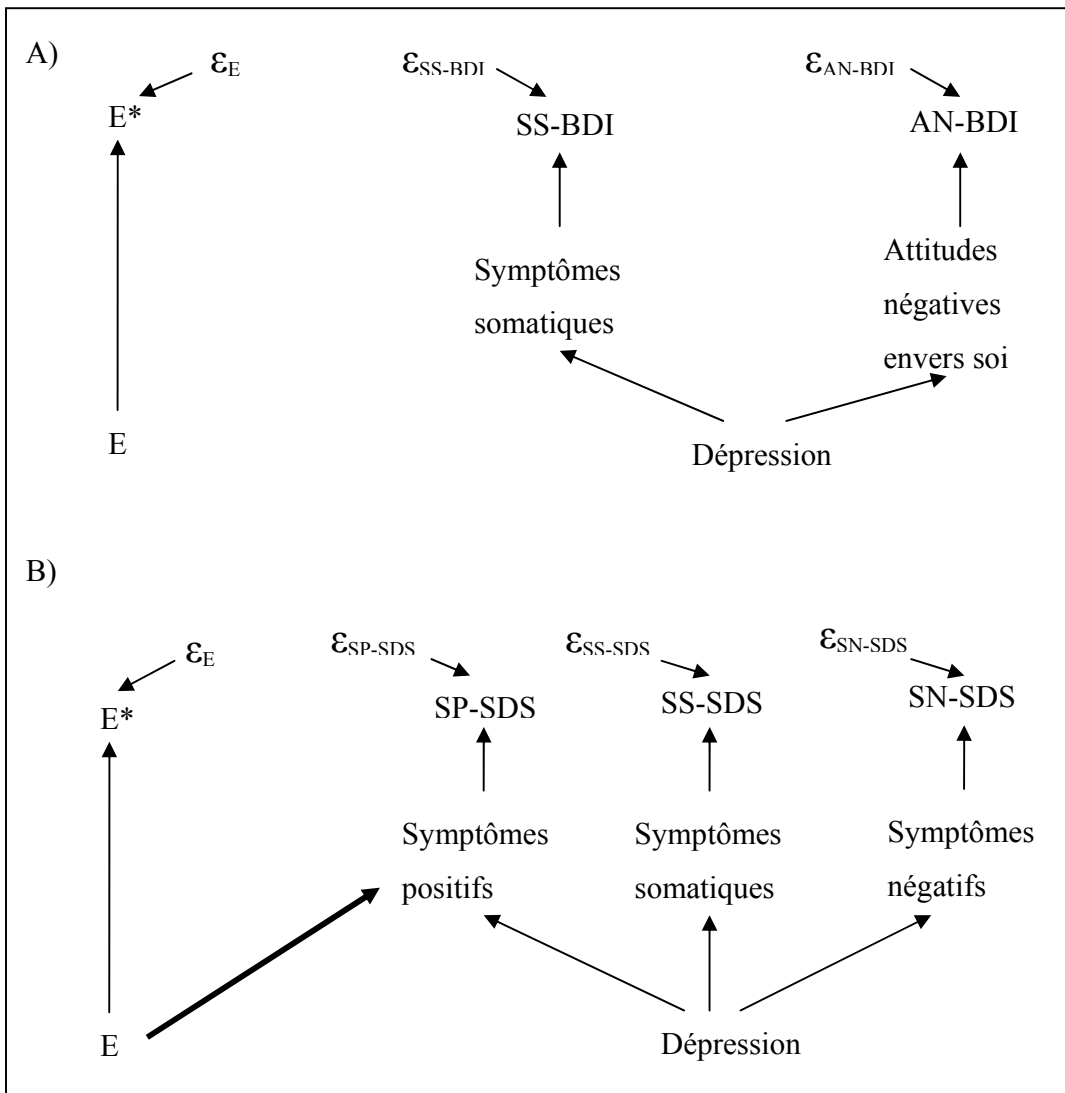 A)
εE
εSS-BDI
εAN-BDI
E*
SS-BDI
AN-BDI
Symptômes
somatiques
Attitudes
négatives
envers soi
E
Dépression
B)
εE
εSP-SDS
εSS-SDS
εSN-SDS
E*
SP-SDS
SS-SDS
SN-SDS
Symptômes
positifs
Symptômes
somatiques
Symptômes
négatifs
E
Dépression